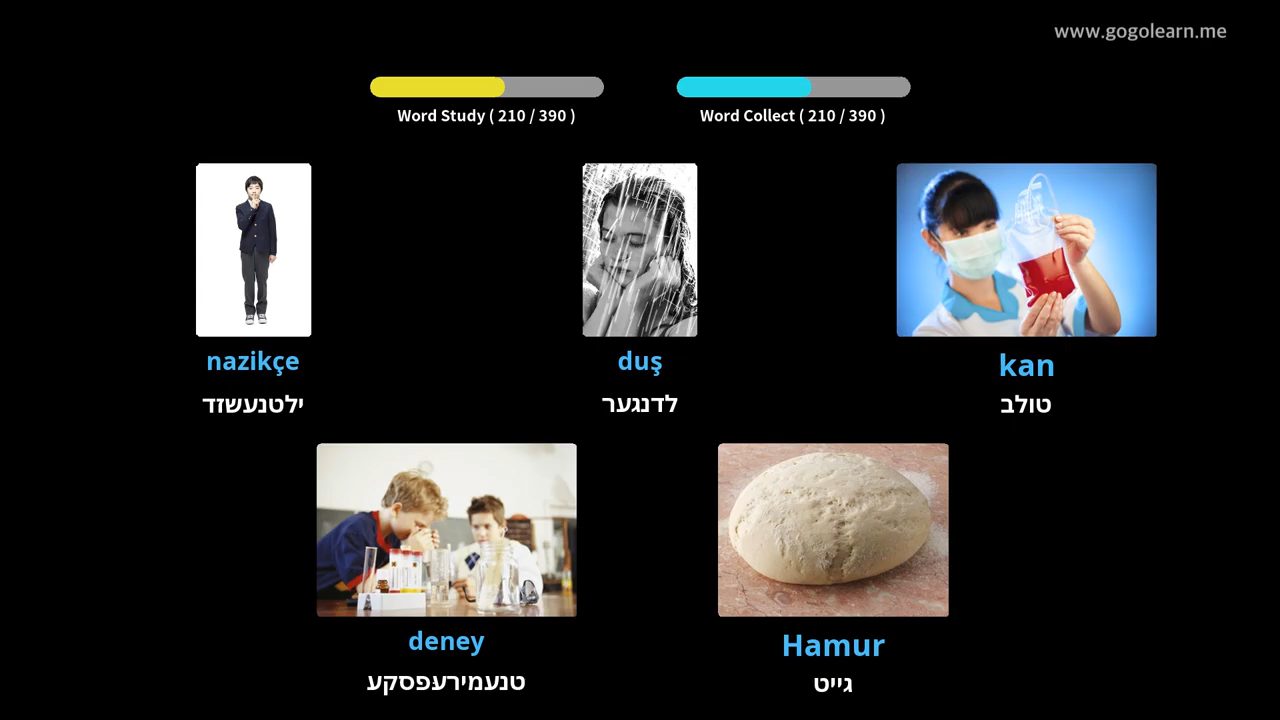 www.gogolearn.me
Word Study ( 210 / 390 )
Word Collect ( 210 / 390 )
nazikçe
duş
kan
ילטנעשזד
לדנגער
טולב
deney
Hamur
טנעמירעפסקע
גייט